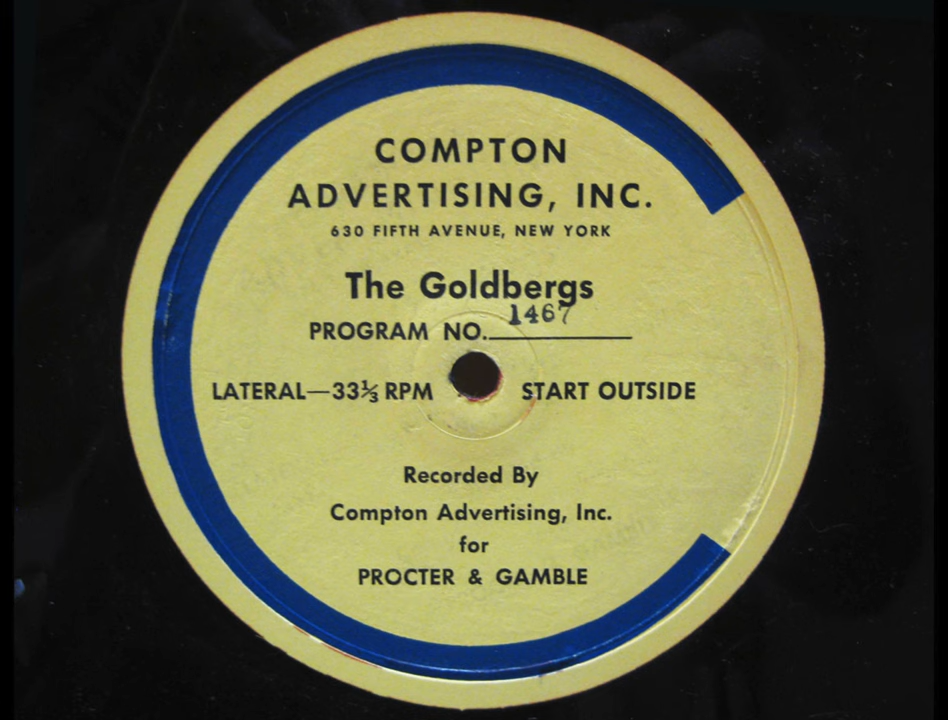 COMPTON
ADVERTISING, INC.
630 FIFTH AVENUE, NEW YORK
The Goldbergs
PROGRAM NO. 1467
LATERAL—33⅓ RPM START OUTSIDE
Recorded By
Compton Advertising, Inc.
for
PROCTER & GAMBLE